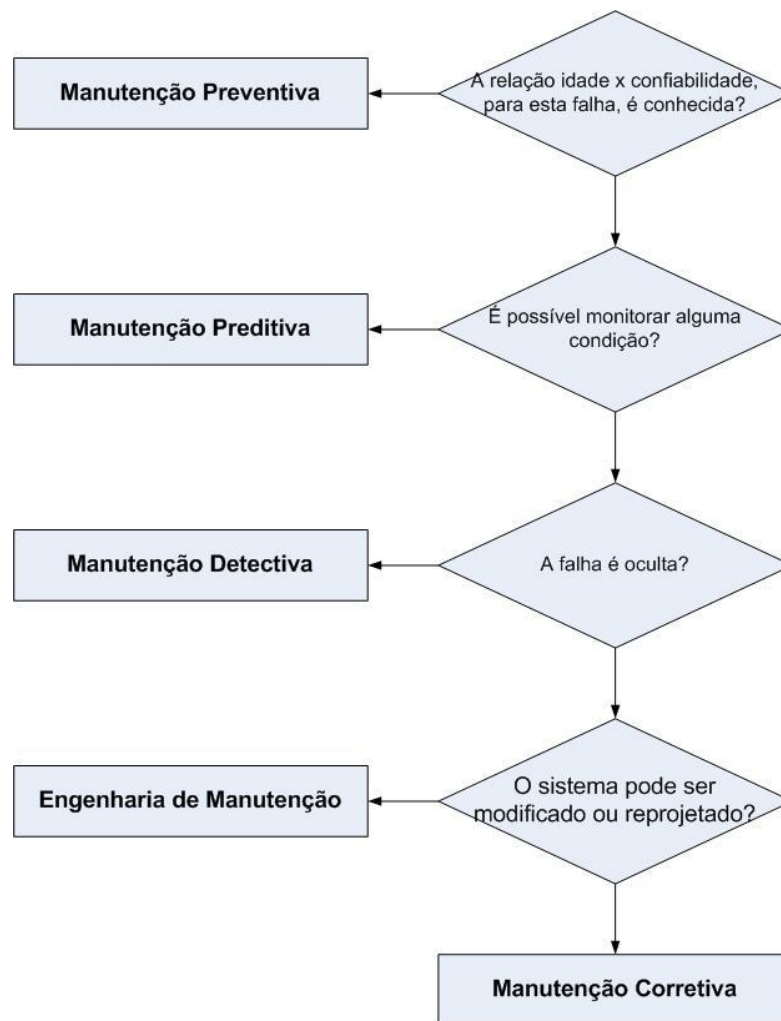 Manutenção Preventiva
A relação idade x confiabilidade,
para esta falha, é conhecida?
Manutenção Preditiva
É possível monitorar alguma
condição?
Manutenção Detectiva
A falha é oculta?
Engenharia de Manutenção
O sistema pode ser
modificado ou reprojetado?
Manutenção Corretiva